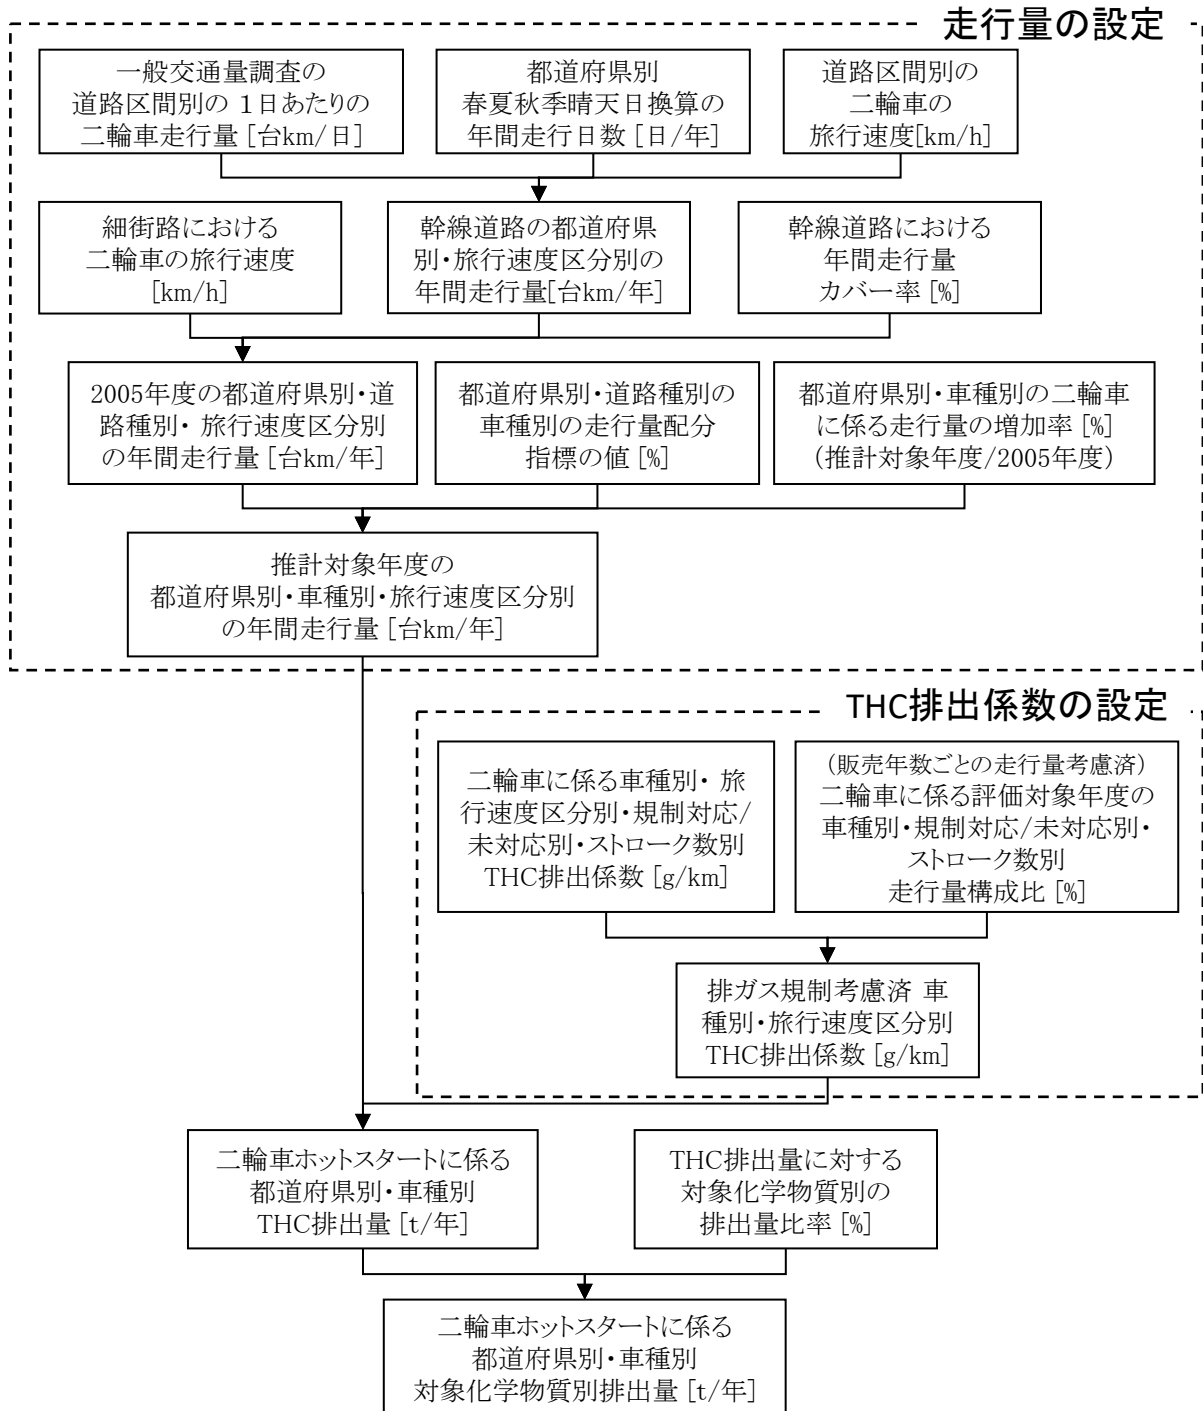 走行量の設定
一般交通量調査の
道路区間別の 1日あたりの
二輪車走行量 [台km/日]
都道府県別
春夏秋季晴天日換算の
年間走行日数 [日/年]
道路区間別の
二輪車の
旅行速度[km/h]
細街路における
二輪車の旅行速度
[km/h]
幹線道路の都道府県
別・旅行速度区分別の
年間走行量[台km/年]
幹線道路における
年間走行量
カバー率 [%]
2005年度の都道府県別・道
路種別・ 旅行速度区分別
の年間走行量 [台km/年]
都道府県別・道路種別の
車種別の走行量配分
指標の値 [%]
都道府県別・車種別の二輪車
に係る走行量の増加率 [%]
(推計対象年度/2005年度)
推計対象年度の
都道府県別・車種別・旅行速度区分別
の年間走行量 [台km/年]
THC排出係数の設定
二輪車に係る車種別・ 旅
行速度区分別・規制対応/
未対応別・ストローク数別
THC排出係数 [g/km]
(販売年数ごとの走行量考慮済)
二輪車に係る評価対象年度の
車種別・規制対応/未対応別・
ストローク数別
走行量構成比 [%]
排ガス規制考慮済 車
種別・旅行速度区分別
THC排出係数 [g/km]
二輪車ホットスタートに係る
都道府県別・車種別
THC排出量 [t/年]
THC排出量に対する
対象化学物質別の
排出量比率 [%]
二輪車ホットスタートに係る
都道府県別・車種別
対象化学物質別排出量 [t/年]